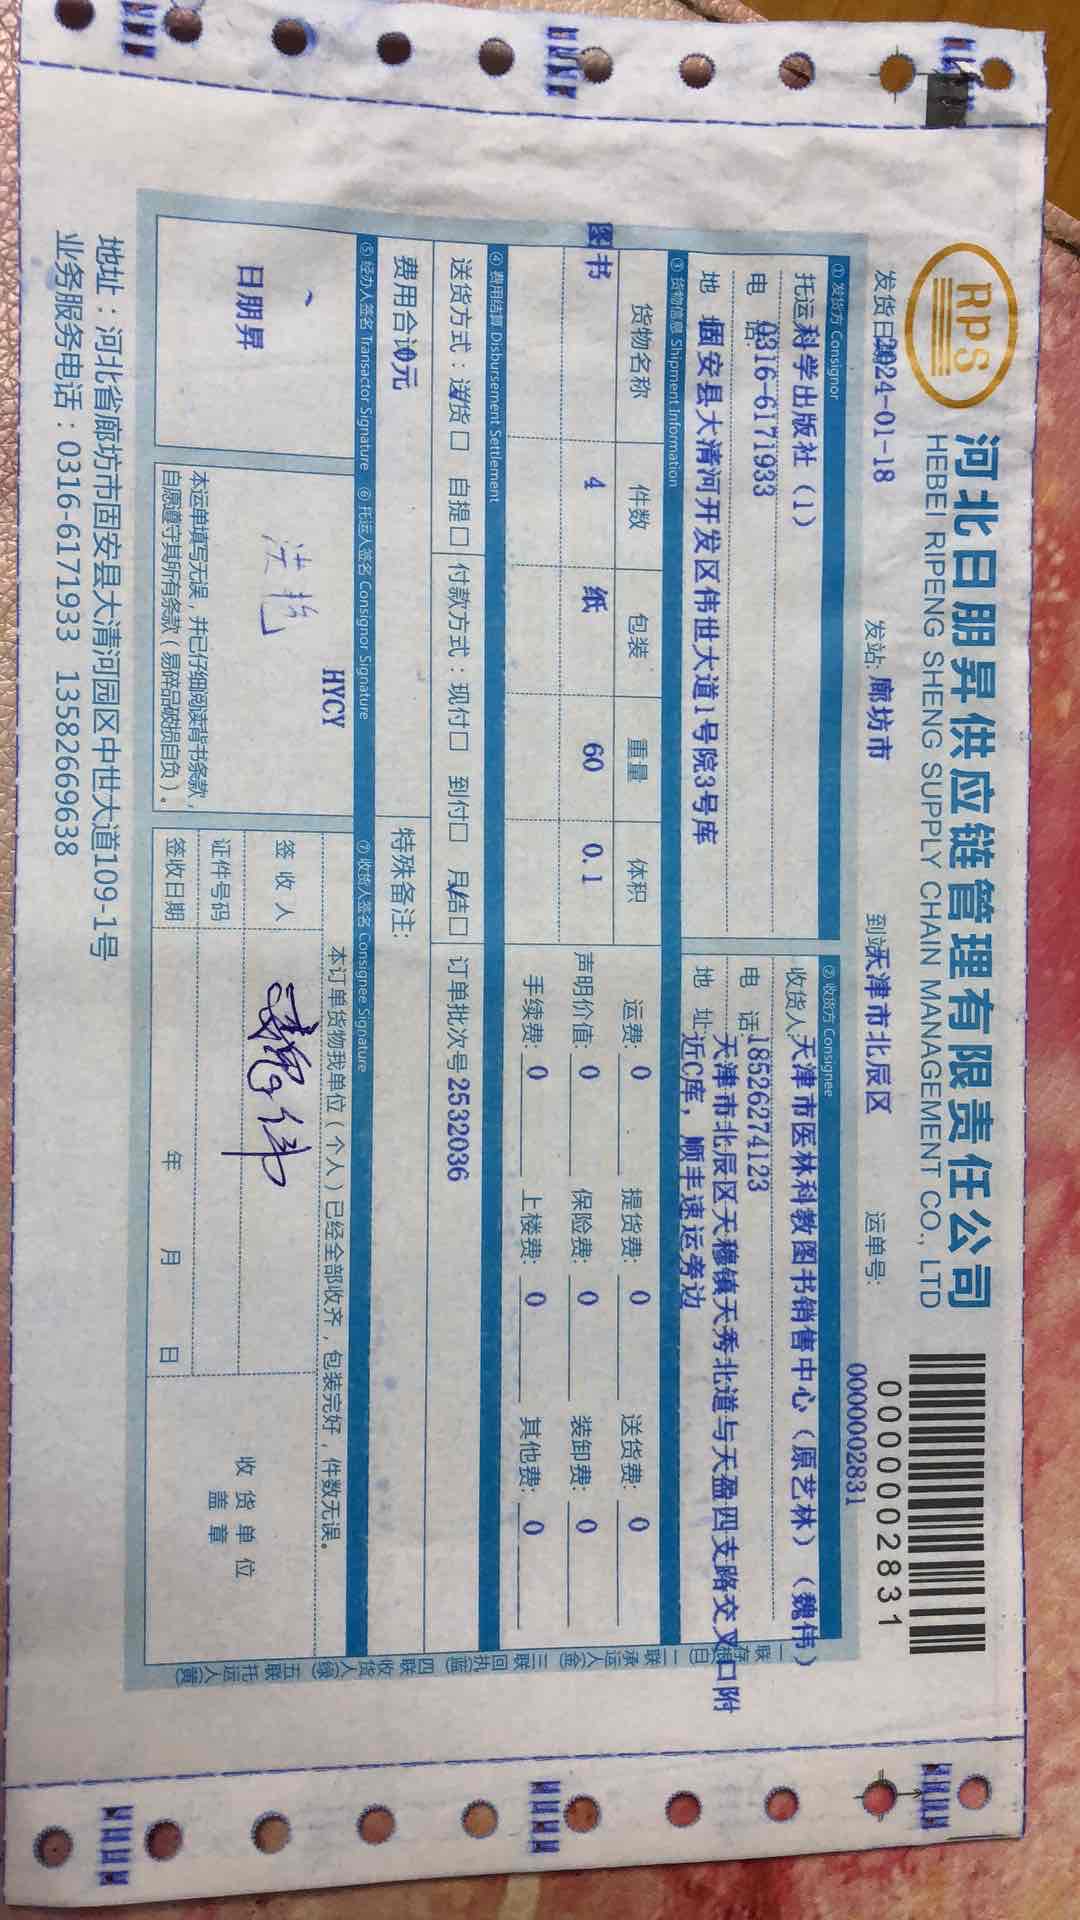 RPS
河北日朋昇供应链管理有限责任公司
HEBEI RIPENG SHENG SUPPLY CHAIN MANAGEMENT CO., LTD
0000002831
发货日期 2024-01-18 发站: 廊坊市 到站 天津市北辰区 运单号: 0000002831
① 发货方 Consignor
托运 科学出版社（1）
电 话: 0316-6171933
地 址 固安县大清河开发区伟世大道1号院3号库
② 收货方 Consignee
收货人 天津市医林科教图书销售中心（原艺林）（魏伟）
电 话: 18526274123
地 址 天津市北辰区天穆镇天秀北道与天盈四支路交叉口附
近C库，顺丰速运旁边
③ 货物信息 Shipment Information
货物名称 件数 包装 重量 体积
图书 4 纸 60 0.1
运费: 0 提货费: 0 送货费: 0
声明价值: 0 保险费: 0 装卸费: 0
手续费: 0 上楼费: 0 其他费: 0
④ 费用结算 Disbursement Settlement
送货方式：送货□ 自提□ 付款方式：现付□ 到付□ 月结□ 订单批次号 2532036
费用合计 0元 特殊备注:
⑤ 经办人签名 Transactor Signature ⑥ 托运人签名 Consignor Signature ⑦ 收货人签名 Consignee Signature
日朋昇
HYCY
本运单填写无误，并已仔细阅读背书条款，
自愿遵守其所有条款（易碎品破损自负）。
本订单货物我单位（个人）已经全部收齐，包装完好，件数无误。
签 收 人
证件号码
签收日期 年 月 日
收 货 单 位
盖 章
一联 存根（白） 二联 承运人（金） 三联 回执（蓝） 四联 收货人（绿） 五联 托运人（黄）
地址：河北省廊坊市固安县大清河园区中世大道109-1号
业务服务电话：0316-6171933 13582669638